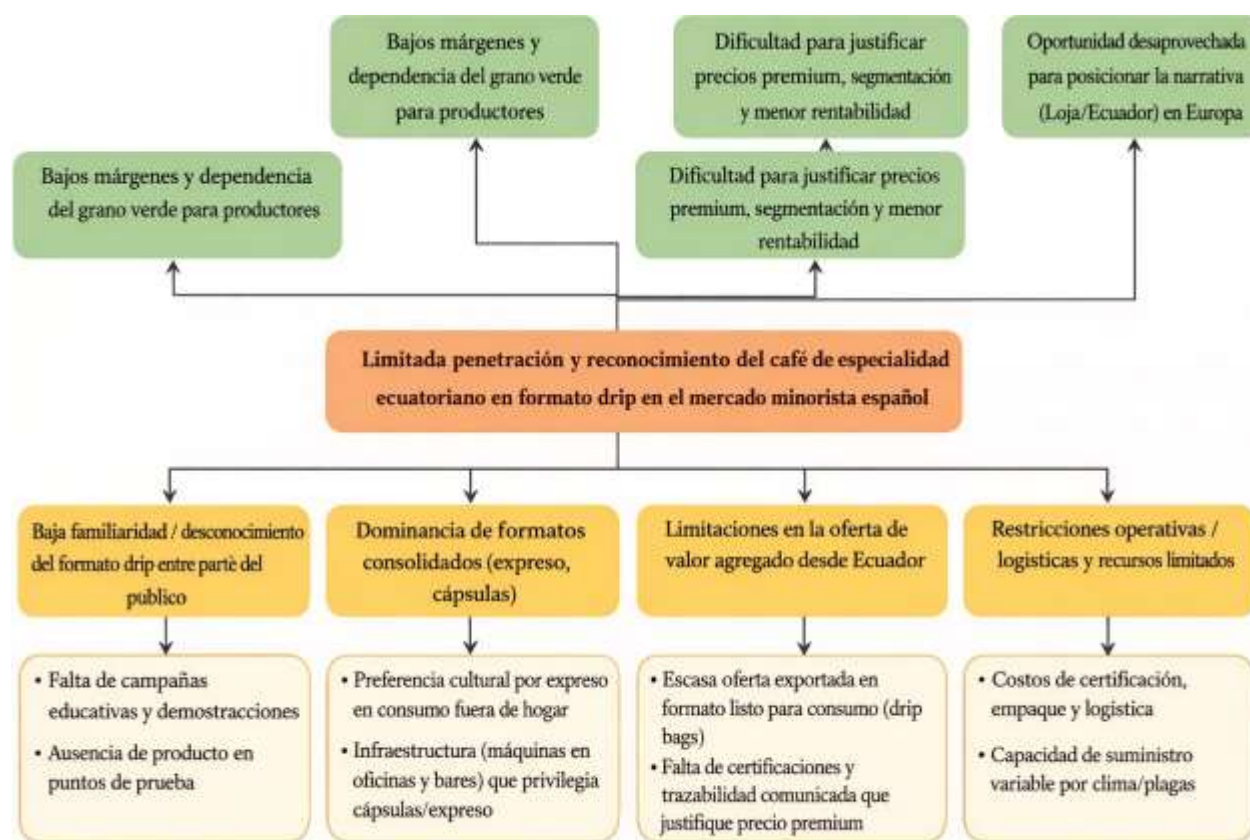 Bajos márgenes y
dependencia del grano verde
para productores
Dificultad para justificar
precios premium, segmentación
y menor rentabilidad
Oportunidad desaprovechada
para posicionar la narrativa
(Loja/Ecuador) en Europa
Bajos márgenes y dependencia
del grano verde para productores
Dificultad para justificar precios
premium, segmentación y menor
rentabilidad
Limitada penetración y reconocimiento del café de especialidad
ecuatoriano en formato drip en el mercado minorista español
Baja familiaridad / desconocimiento
del formato drip entre partè del
publico
Dominancia de formatos
consolidados (expreso,
cápsulas)
Limitaciones en la oferta de
valor agregado desde Ecuador
Restricciones operativas /
logisticas y recursos limitados
• Falta de campañas
educativas y demostracciones
• Ausencia de producto en
puntos de prueba
• Preferencia cultural por expreso
en consumo fuera de hogar
• Infraestructura (máquinas en
oficinas y bares) que privilegia
cápsulas/expreso
• Escasa oferta exportada en
formato listo para consumo (drip
bags)
• Falta de certificaciones y
trazabilidad comunicada que
justifique precio premium
• Costos de certificación,
empaque y logistica
• Capacidad de suministro
variable por clima/plagas